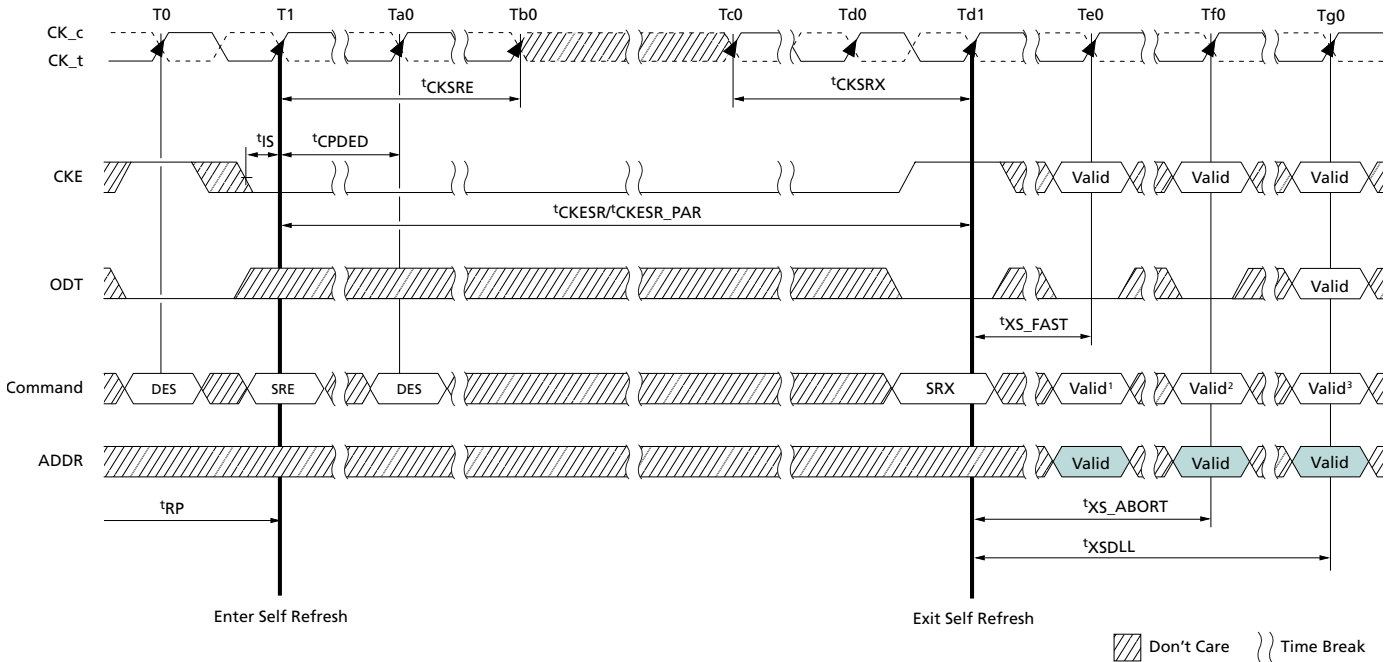 T0 T1 Ta0 Tb0 Tc0 Td0 Td1 Te0 Tf0 Tg0
CK_c
CK_t
tCKSRE tCKSRX
tIS tCPDED
CKE Valid Valid Valid
tCKESR/tCKESR_PAR
ODT Valid
tXS_FAST
Command DES SRE DES SRX Valid1 Valid2 Valid3
ADDR Valid Valid Valid
tRP tXS_ABORT
tXSDLL
Enter Self Refresh Exit Self Refresh
Don't Care Time Break